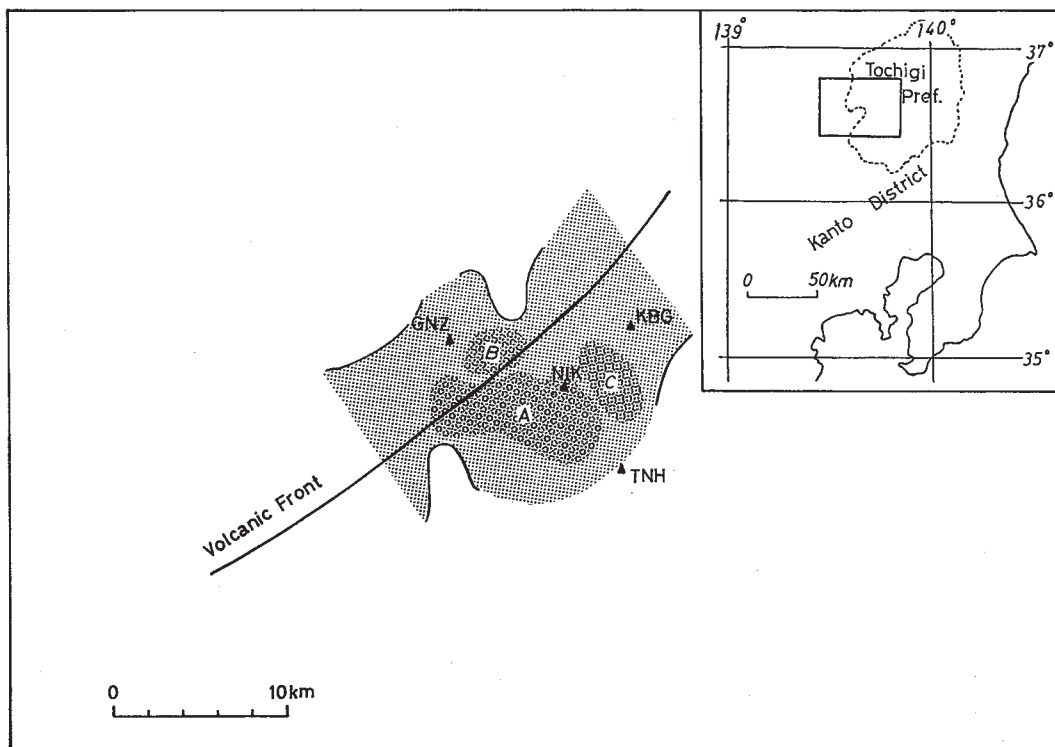 139°
140°
37°
Tochigi
Pref.
36°
Kanto District
0 50km
35°
GNZ
KBG
B
NIK
C
A
TNH
Volcanic Front
0 10km